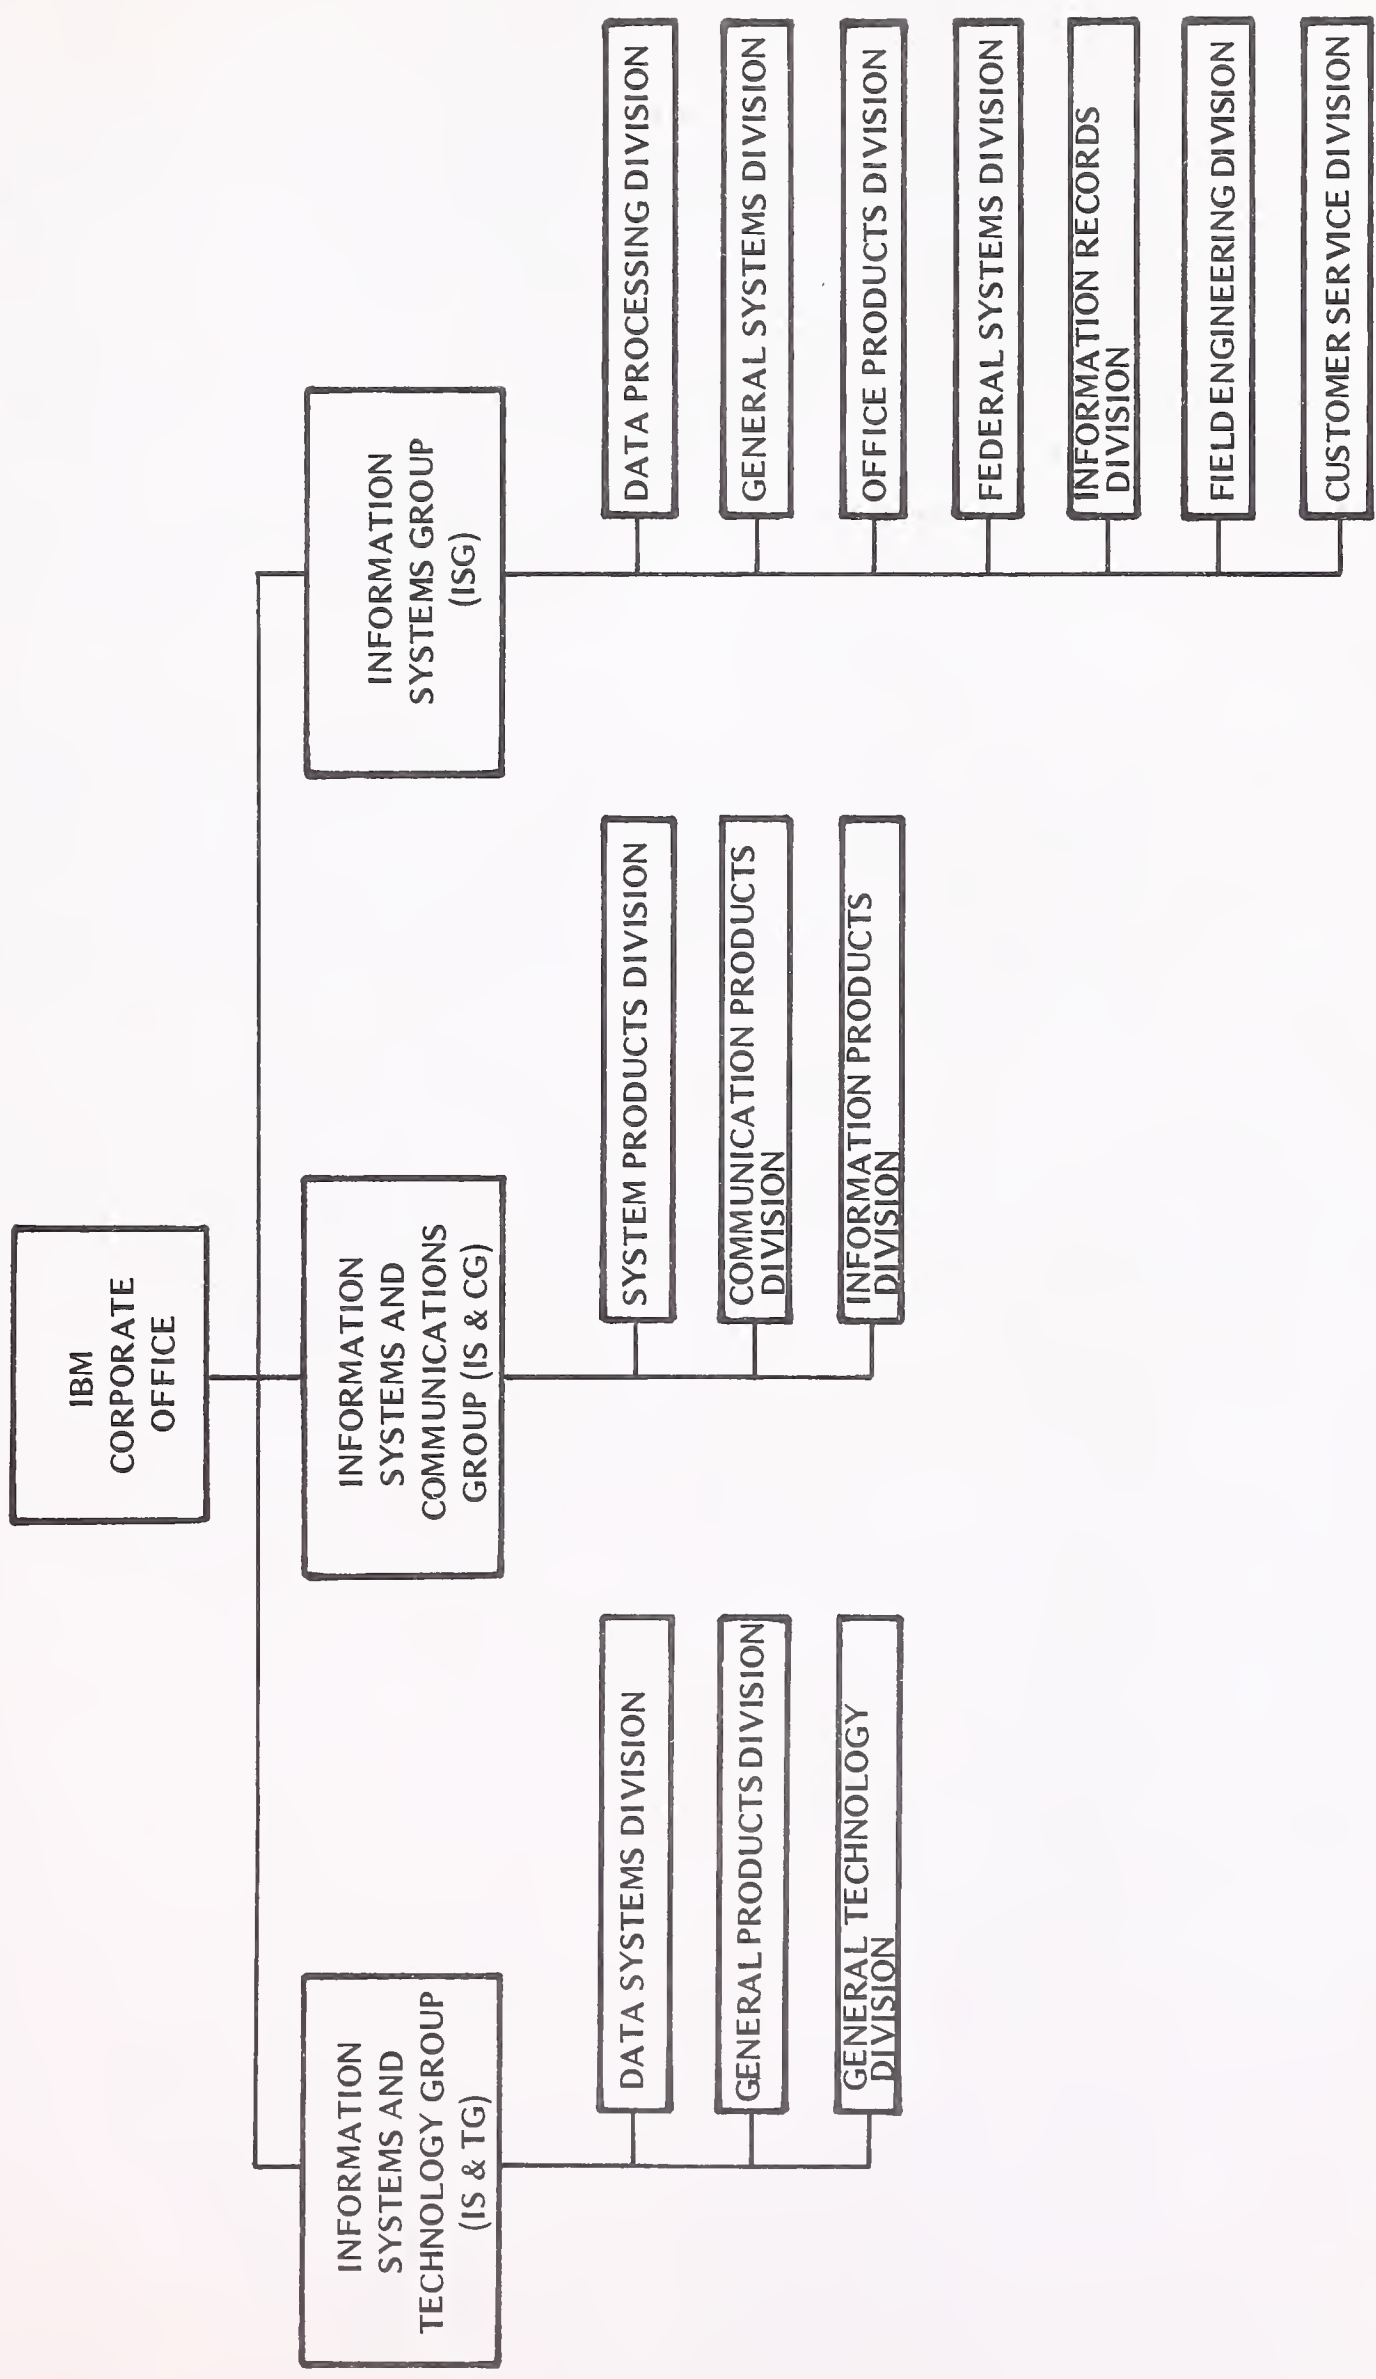 IBM
CORPORATE
OFFICE
INFORMATION
SYSTEMS AND
TECHNOLOGY GROUP
(IS & TG)
DATA SYSTEMS DIVISION
GENERAL PRODUCTS DIVISION
GENERAL TECHNOLOGY
DIVISION
INFORMATION
SYSTEMS AND
COMMUNICATIONS
GROUP (IS & CG)
SYSTEM PRODUCTS DIVISION
COMMUNICATION PRODUCTS
DIVISION
INFORMATION PRODUCTS
DIVISION
INFORMATION
SYSTEMS GROUP
(ISG)
DATA PROCESSING DIVISION
GENERAL SYSTEMS DIVISION
OFFICE PRODUCTS DIVISION
FEDERAL SYSTEMS DIVISION
INFORMATION RECORDS
DIVISION
FIELD ENGINEERING DIVISION
CUSTOMER SERVICE DIVISION